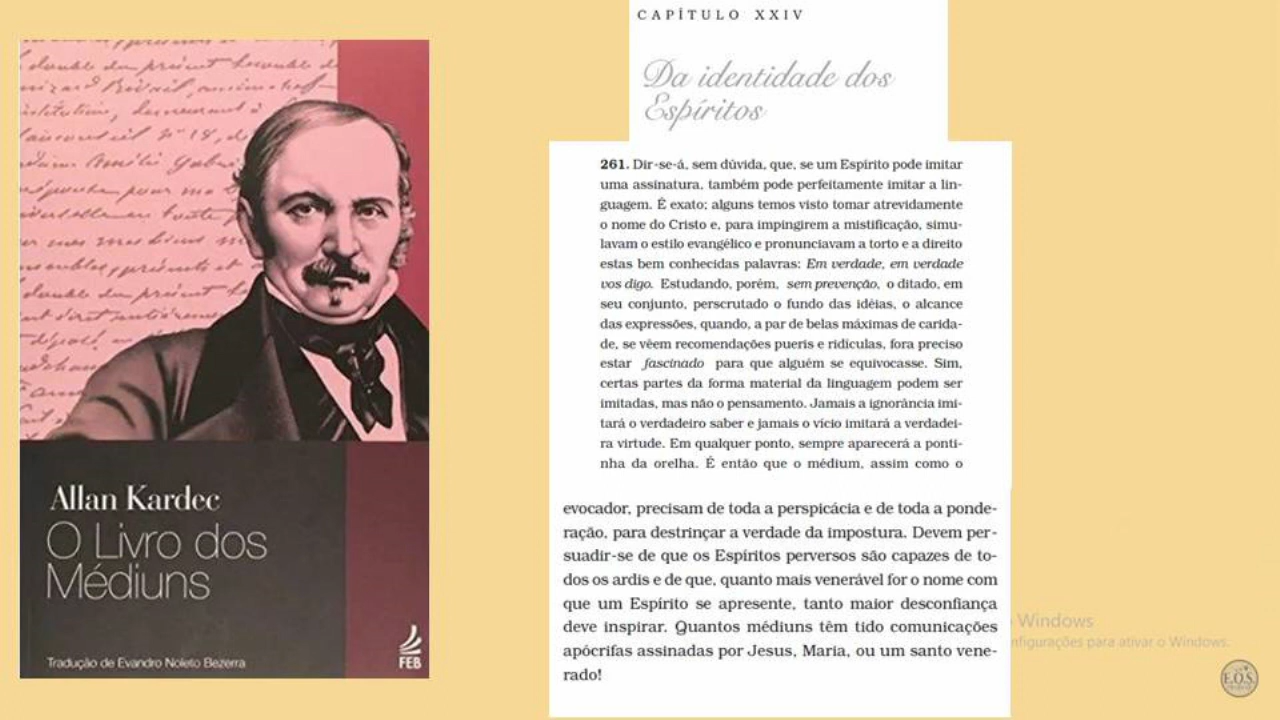 Allan Kardec
O Livro dos
Médiuns
Tradução de Evandro Noleto Bezerra
FEB
CAPÍTULO XXIV
Da identidade dos
Espíritos
261. Dir-se-á, sem dúvida, que, se um Espírito pode imitar
uma assinatura, também pode perfeitamente imitar a lin-
guagem. É exato; alguns temos visto tomar atrevidamente
o nome do Cristo e, para impingirem a mistificação, simu-
lavam o estilo evangélico e pronunciavam a torto e a direito
estas bem conhecidas palavras: Em verdade, em verdade
vos digo. Estudando, porém, sem prevenção, o ditado, em
seu conjunto, perscrutado o fundo das idéias, o alcance
das expressões, quando, a par de belas máximas de carida-
de, se vêem recomendações pueris e ridículas, fora preciso
estar fascinado para que alguém se equivocasse. Sim,
certas partes da forma material da linguagem podem ser
imitadas, mas não o pensamento. Jamais a ignorância imi-
tará o verdadeiro saber e jamais o vício imitará a verdadei-
ra virtude. Em qualquer ponto, sempre aparecerá a ponti-
nha da orelha. É então que o médium, assim como o
evocador, precisam de toda a perspicácia e de toda a ponde-
ração, para destrinçar a verdade da impostura. Devem per-
suadir-se de que os Espíritos perversos são capazes de to-
dos os ardis e de que, quanto mais venerável for o nome com
que um Espírito se apresente, tanto maior desconfiança
deve inspirar. Quantos médiuns têm tido comunicações
apócrifas assinadas por Jesus, Maria, ou um santo vene-
rado!
Windows
nfigurações para ativar o Windows.
E.O.S.